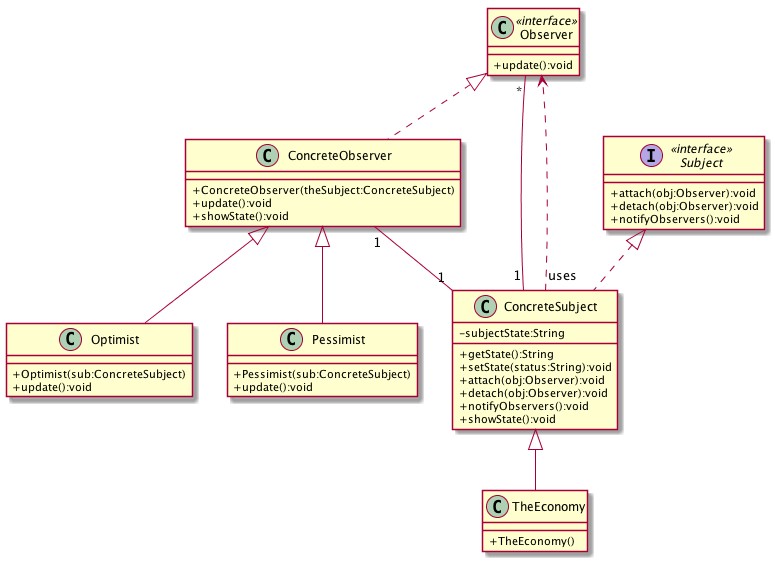 C
«interface»
Observer
+update():void
*
C ConcreteObserver
+ConcreteObserver(theSubject:ConcreteSubject)
+update():void
+showState():void
I
«interface»
Subject
+attach(obj:Observer):void
+detach(obj:Observer):void
+notifyObservers():void
1
1
1
uses
C ConcreteSubject
-subjectState:String
+getState():String
+setState(status:String):void
+attach(obj:Observer):void
+detach(obj:Observer):void
+notifyObservers():void
+showState():void
C Optimist
+Optimist(sub:ConcreteSubject)
+update():void
C Pessimist
+Pessimist(sub:ConcreteSubject)
+update():void
C TheEconomy
+TheEconomy()